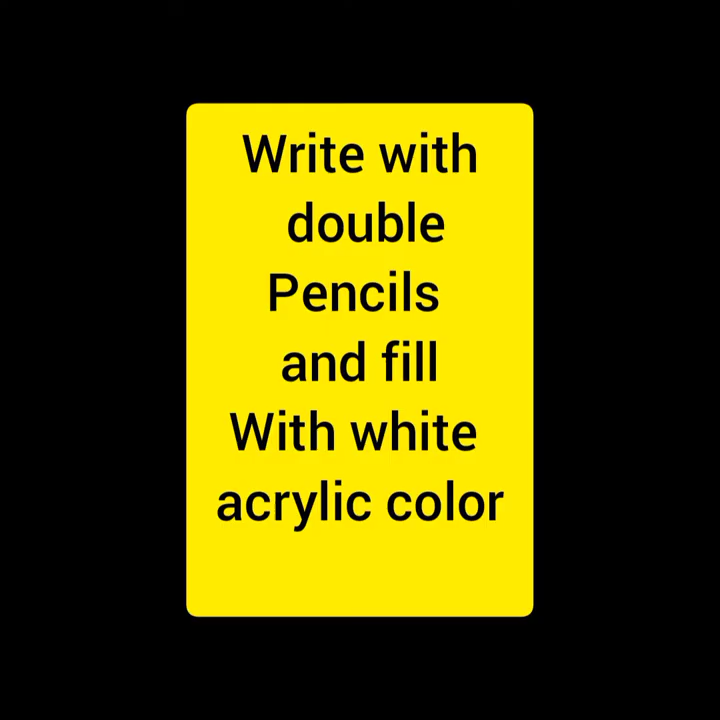 Write with
double
Pencils
and fill
With white
acrylic color